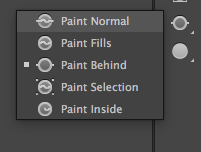 Paint Normal
Paint Fills
Paint Behind
Paint Selection
Paint Inside